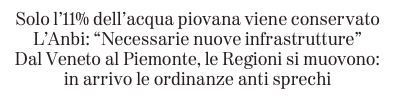 Solo l'11% dell'acqua piovana viene conservato
L'Anbi: “Necessarie nuove infrastrutture”
Dal Veneto al Piemonte, le Regioni si muovono:
in arrivo le ordinanze anti sprechi